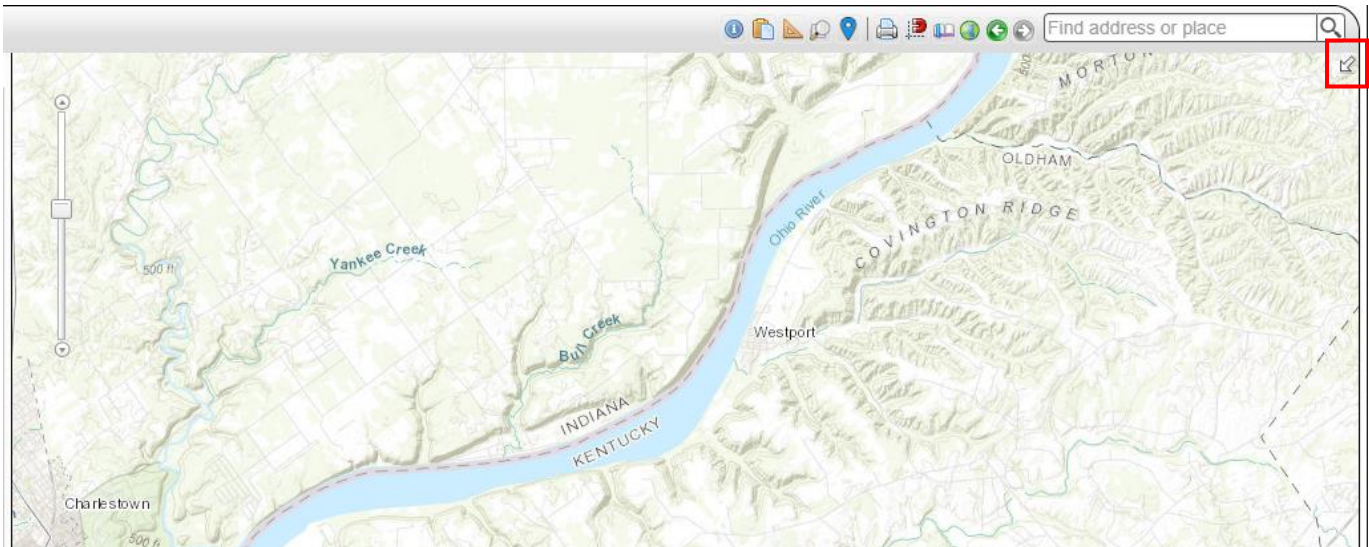 Find address or place
500
MORTON
OLDHAM
Ohio River
COVINGTON RIDGE
Yankee Creek
500 ft
Bull Creek
Westport
INDIANA
KENTUCKY
Charlestown
500 ft